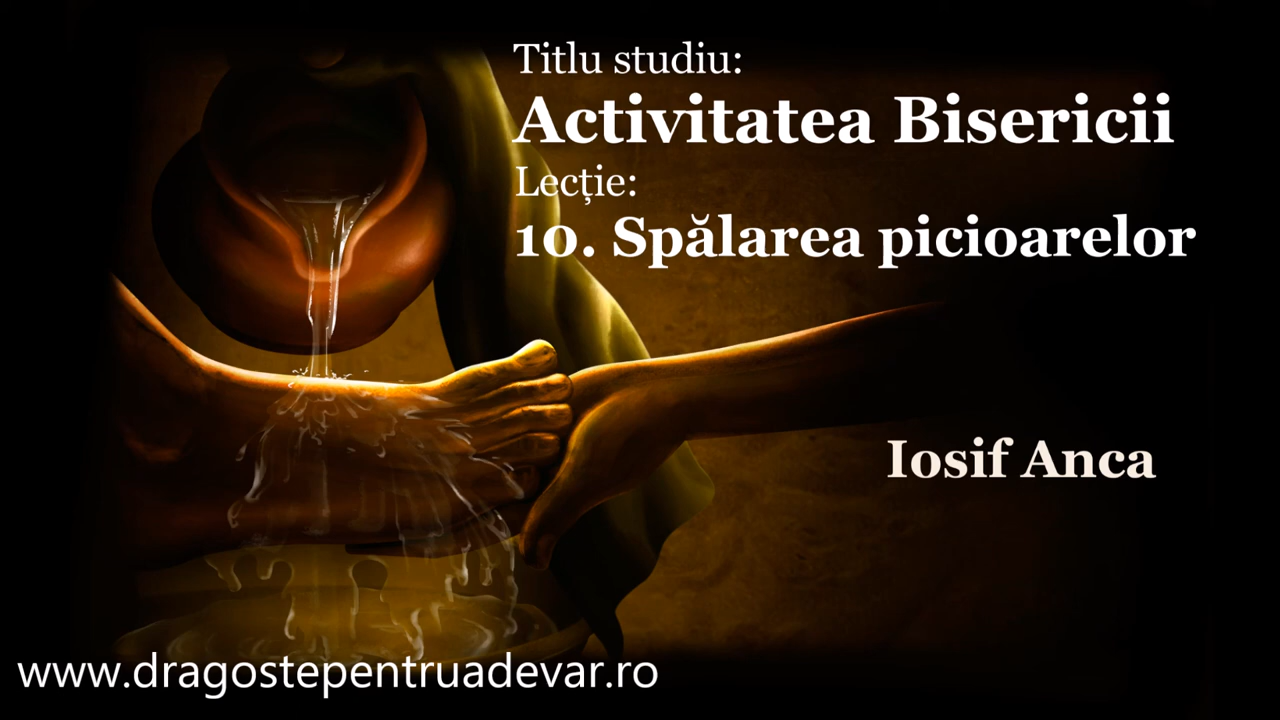 Titlu studiu:
Activitatea Bisericii
Lecție:
10. Spălarea picioarelor
Iosif Anca
www.dragostepentruadevar.ro